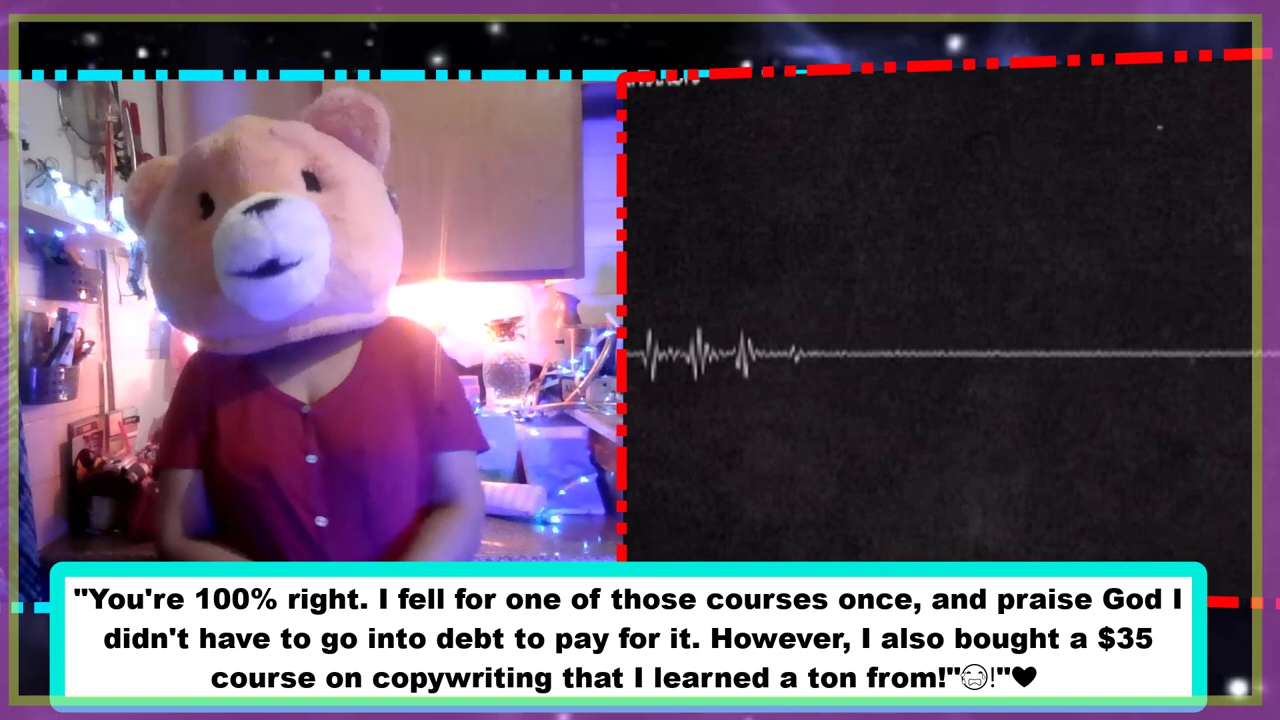 "You're 100% right. I fell for one of those courses once, and praise God I
didn't have to go into debt to pay for it. However, I also bought a $35
course on copywriting that I learned a ton from!"😂!"♥